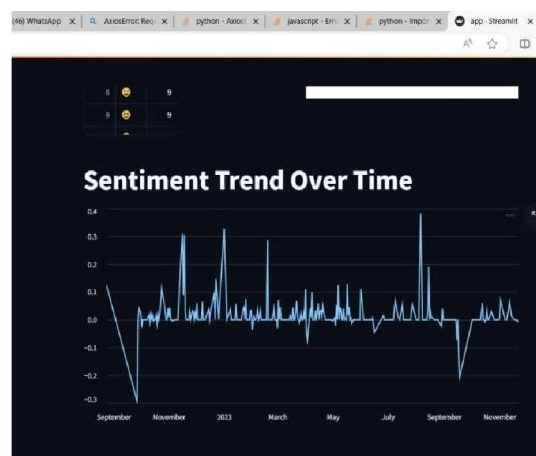 (46) WhatsApp
AxiosError: Req
python - Axios
javascript - Err
python - Impor
app · Streamlit
8 9
9 9
Sentiment Trend Over Time
0.4
0.3
0.2
0.1
0.0
−0.1
−0.2
−0.3
September November 2023 March May July September November